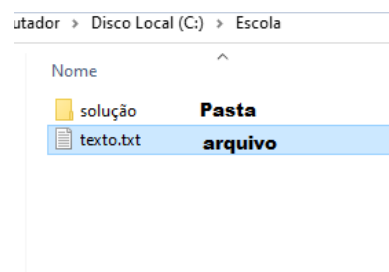 utador > Disco Local (C:) > Escola
Nome
solução Pasta
texto.txt arquivo